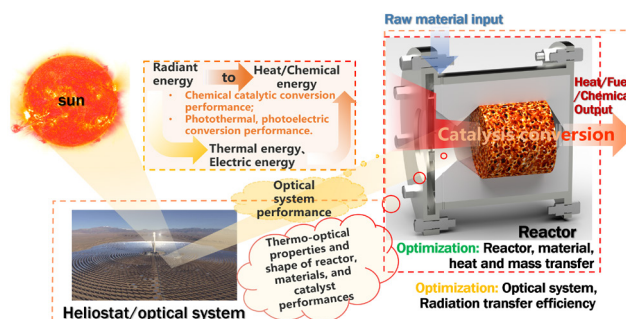 Raw material input
sun
Radiant
energy
to
Heat/Chemical
energy
• Chemical catalytic conversion
performance;
• Photothermal, photoelectric
conversion performance.
Thermal energy、
Electric energy
Heat/Fuel
/Chemical
Output
Catalysis conversion
Optical
system
performance
Reactor
Optimization: Reactor, material,
heat and mass transfer
Thermo-optical
properties and
shape of reactor,
materials, and
catalyst
performances
Heliostat/optical system
Optimization: Optical system,
Radiation transfer efficiency